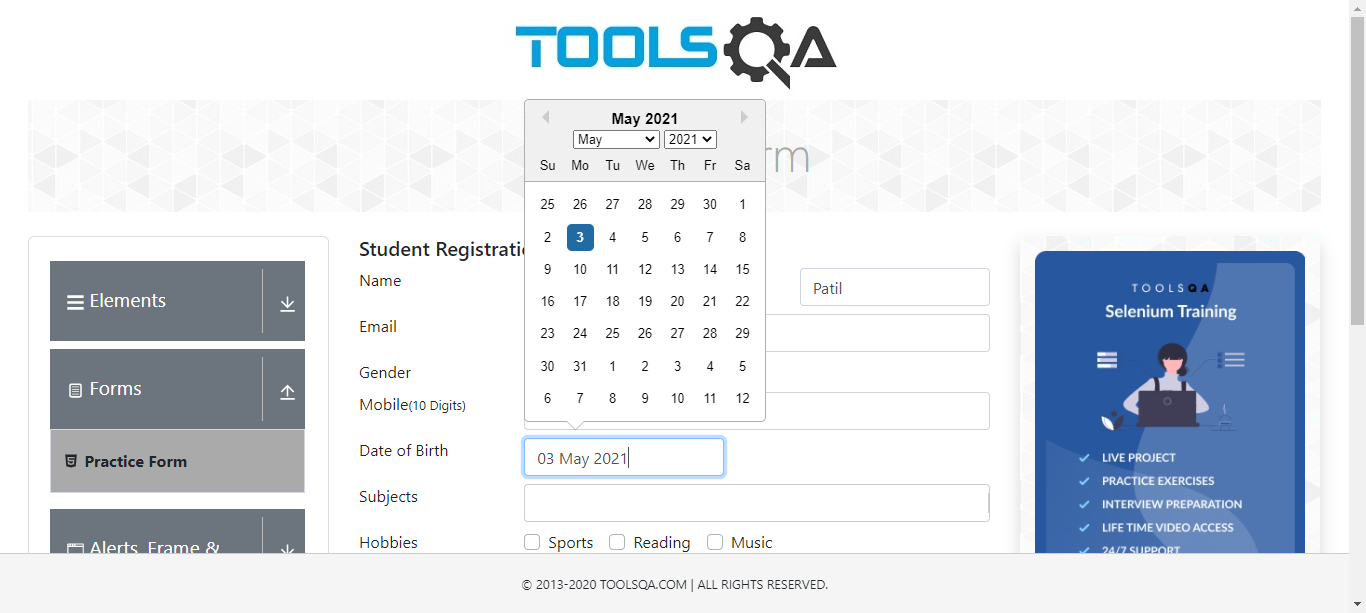 TOOLSQA
May 2021
May 2021
Su Mo Tu We Th Fr Sa
25 26 27 28 29 30 1
2 3 4 5 6 7 8
9 10 11 12 13 14 15
16 17 18 19 20 21 22
23 24 25 26 27 28 29
30 31 1 2 3 4 5
6 7 8 9 10 11 12
Elements
Forms
Practice Form
Alerts, Frame &
Student Registrati
Name
Patil
Email
Gender
Mobile(10 Digits)
Date of Birth
03 May 2021
Subjects
Hobbies
Sports Reading Music
TOOLSQA
Selenium Training
LIVE PROJECT
PRACTICE EXERCISES
INTERVIEW PREPARATION
LIFE TIME VIDEO ACCESS
24/7 SUPPORT
© 2013-2020 TOOLSQA.COM | ALL RIGHTS RESERVED.